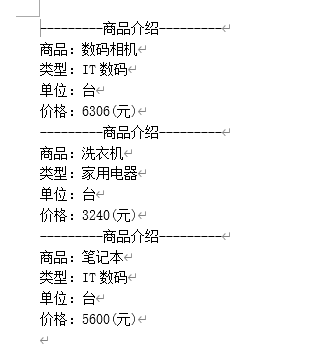 ---------商品介绍---------
商品：数码相机
类型：IT 数码
单位：台
价格：6306(元)
---------商品介绍---------
商品：洗衣机
类型：家用电器
单位：台
价格：3240(元)
---------商品介绍---------
商品：笔记本
类型：IT 数码
单位：台
价格：5600(元)